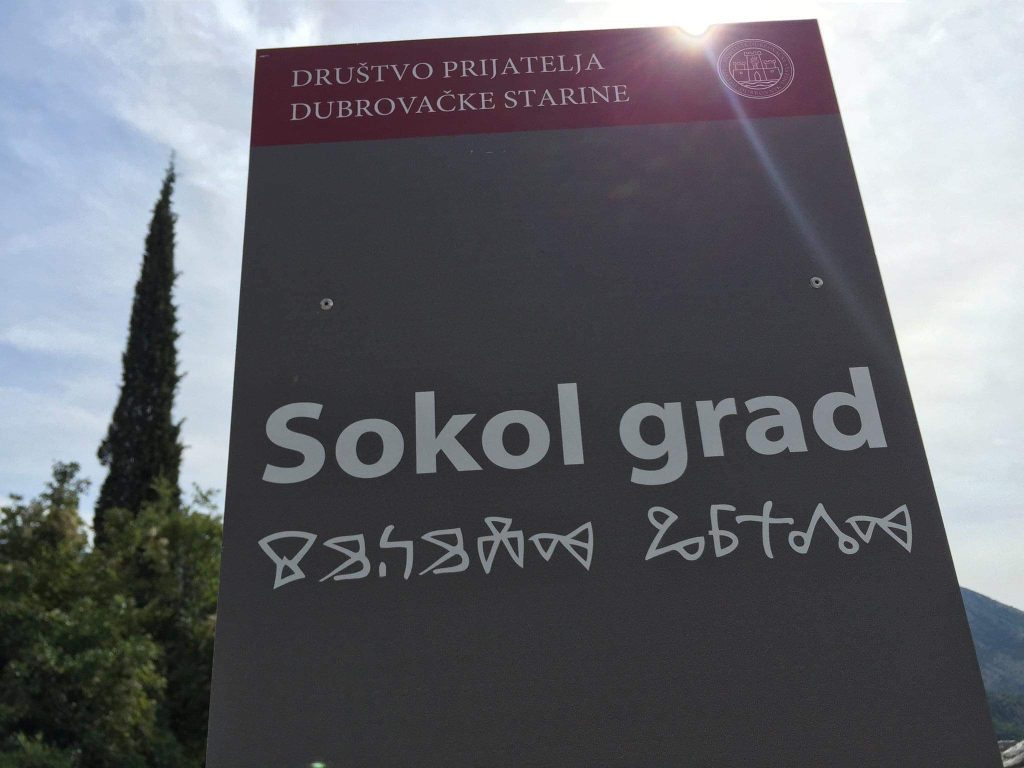 DRUŠTVO PRIJATELJA
DUBROVAČKE STARINE
Sokol grad
ⰔⰑⰍⰑⰎⰟ ⰃⰓⰀⰄⰟ